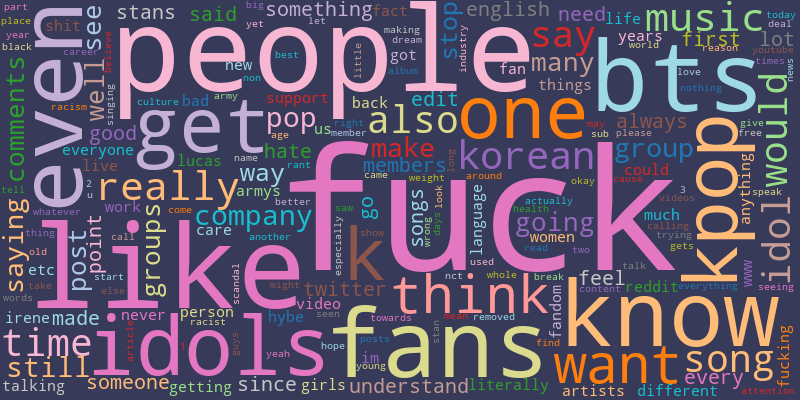 part
place
year
black
stans
said
big
something
fact
yet
let
stop
english
industry
need
life
years
world
music
first
lot
today
deal
reason
youtube
times
shit
even
see
well
career
believe
racism
singing
people
little
best
making
dream
got
album
fan
say
many
things
bts
love
nothing
news
new
non
culture
bad
army
support
back
edit
one
always
may
sub
please
give
free
would
comments
tell
good
everyone
live
get
pop
us
right
member
also
hate
age
lucas
name
rant
make
members
korean
group
could
cause
kpop
anything
speak
2
u
whatever
really
way
armys
better
came
weight
long
around
okay
3
videos
calling
trying
gets
fuck
work
come
company
saw
go
songs
wrong
days
look
language
actually
health
going
women
read
two
much
idol
www
seeing
saying
thing
old
take
words
post
point
call
start
else
groups
care
another
like
scandal
especially
show
k
might
twitter
nct
used
whole
break
feel
content
talk
reddit
everything
etc
irene
made
never
article
person
racist
video
hybe
seen
towards
think
mean
removed
fandom
find
know
time
idols
guys
yeah
hope
im
posts
young
fans
stan
want
song
still
talking
someone
getting
since
girls
understand
literally
artists
different
every
attention
fucking